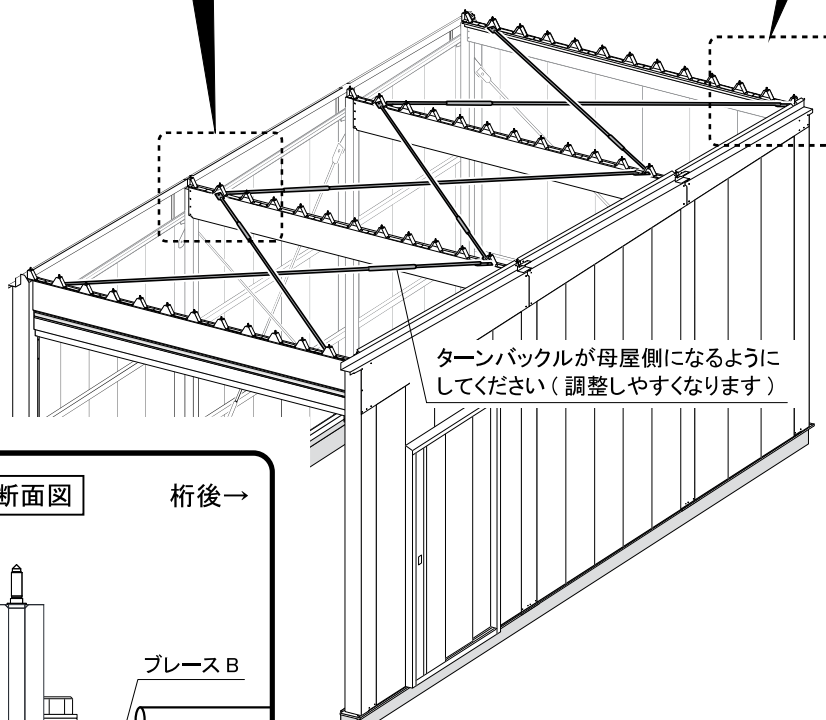 ターンバックルが母屋側になるように
してください ( 調整しやすくなります )
断面図
桁後→
ブレース B